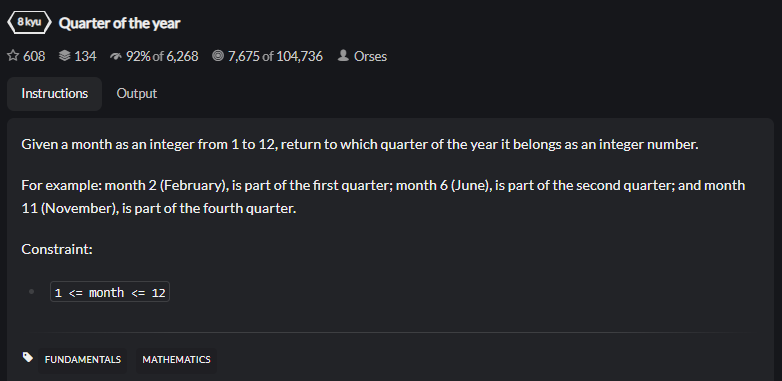 8 kyu Quarter of the year
608 134 92% of 6,268 7,675 of 104,736 Orses
Instructions Output
Given a month as an integer from 1 to 12, return to which quarter of the year it belongs as an integer number.
For example: month 2 (February), is part of the first quarter; month 6 (June), is part of the second quarter; and month
11 (November), is part of the fourth quarter.
Constraint:
1 <= month <= 12
FUNDAMENTALS MATHEMATICS